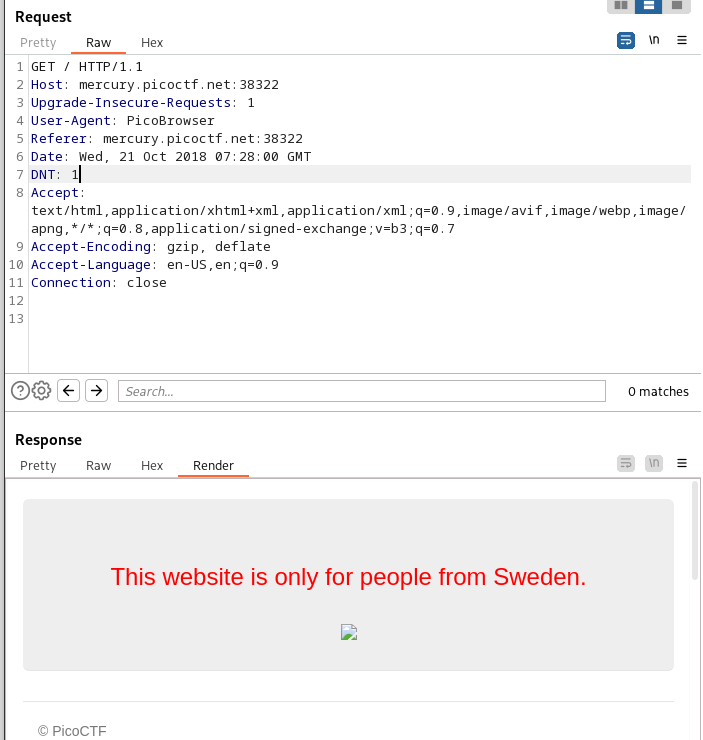 Request
Pretty Raw Hex \n
1 GET / HTTP/1.1
2 Host: mercury.picoctf.net:38322
3 Upgrade-Insecure-Requests: 1
4 User-Agent: PicoBrowser
5 Referer: mercury.picoctf.net:38322
6 Date: Wed, 21 Oct 2018 07:28:00 GMT
7 DNT: 1
8 Accept:
text/html,application/xhtml+xml,application/xml;q=0.9,image/avif,image/webp,image/
apng,*/*;q=0.8,application/signed-exchange;v=b3;q=0.7
9 Accept-Encoding: gzip, deflate
10 Accept-Language: en-US,en;q=0.9
11 Connection: close
12
13
Search... 0 matches
Response
Pretty Raw Hex Render \n
This website is only for people from Sweden.
© PicoCTF